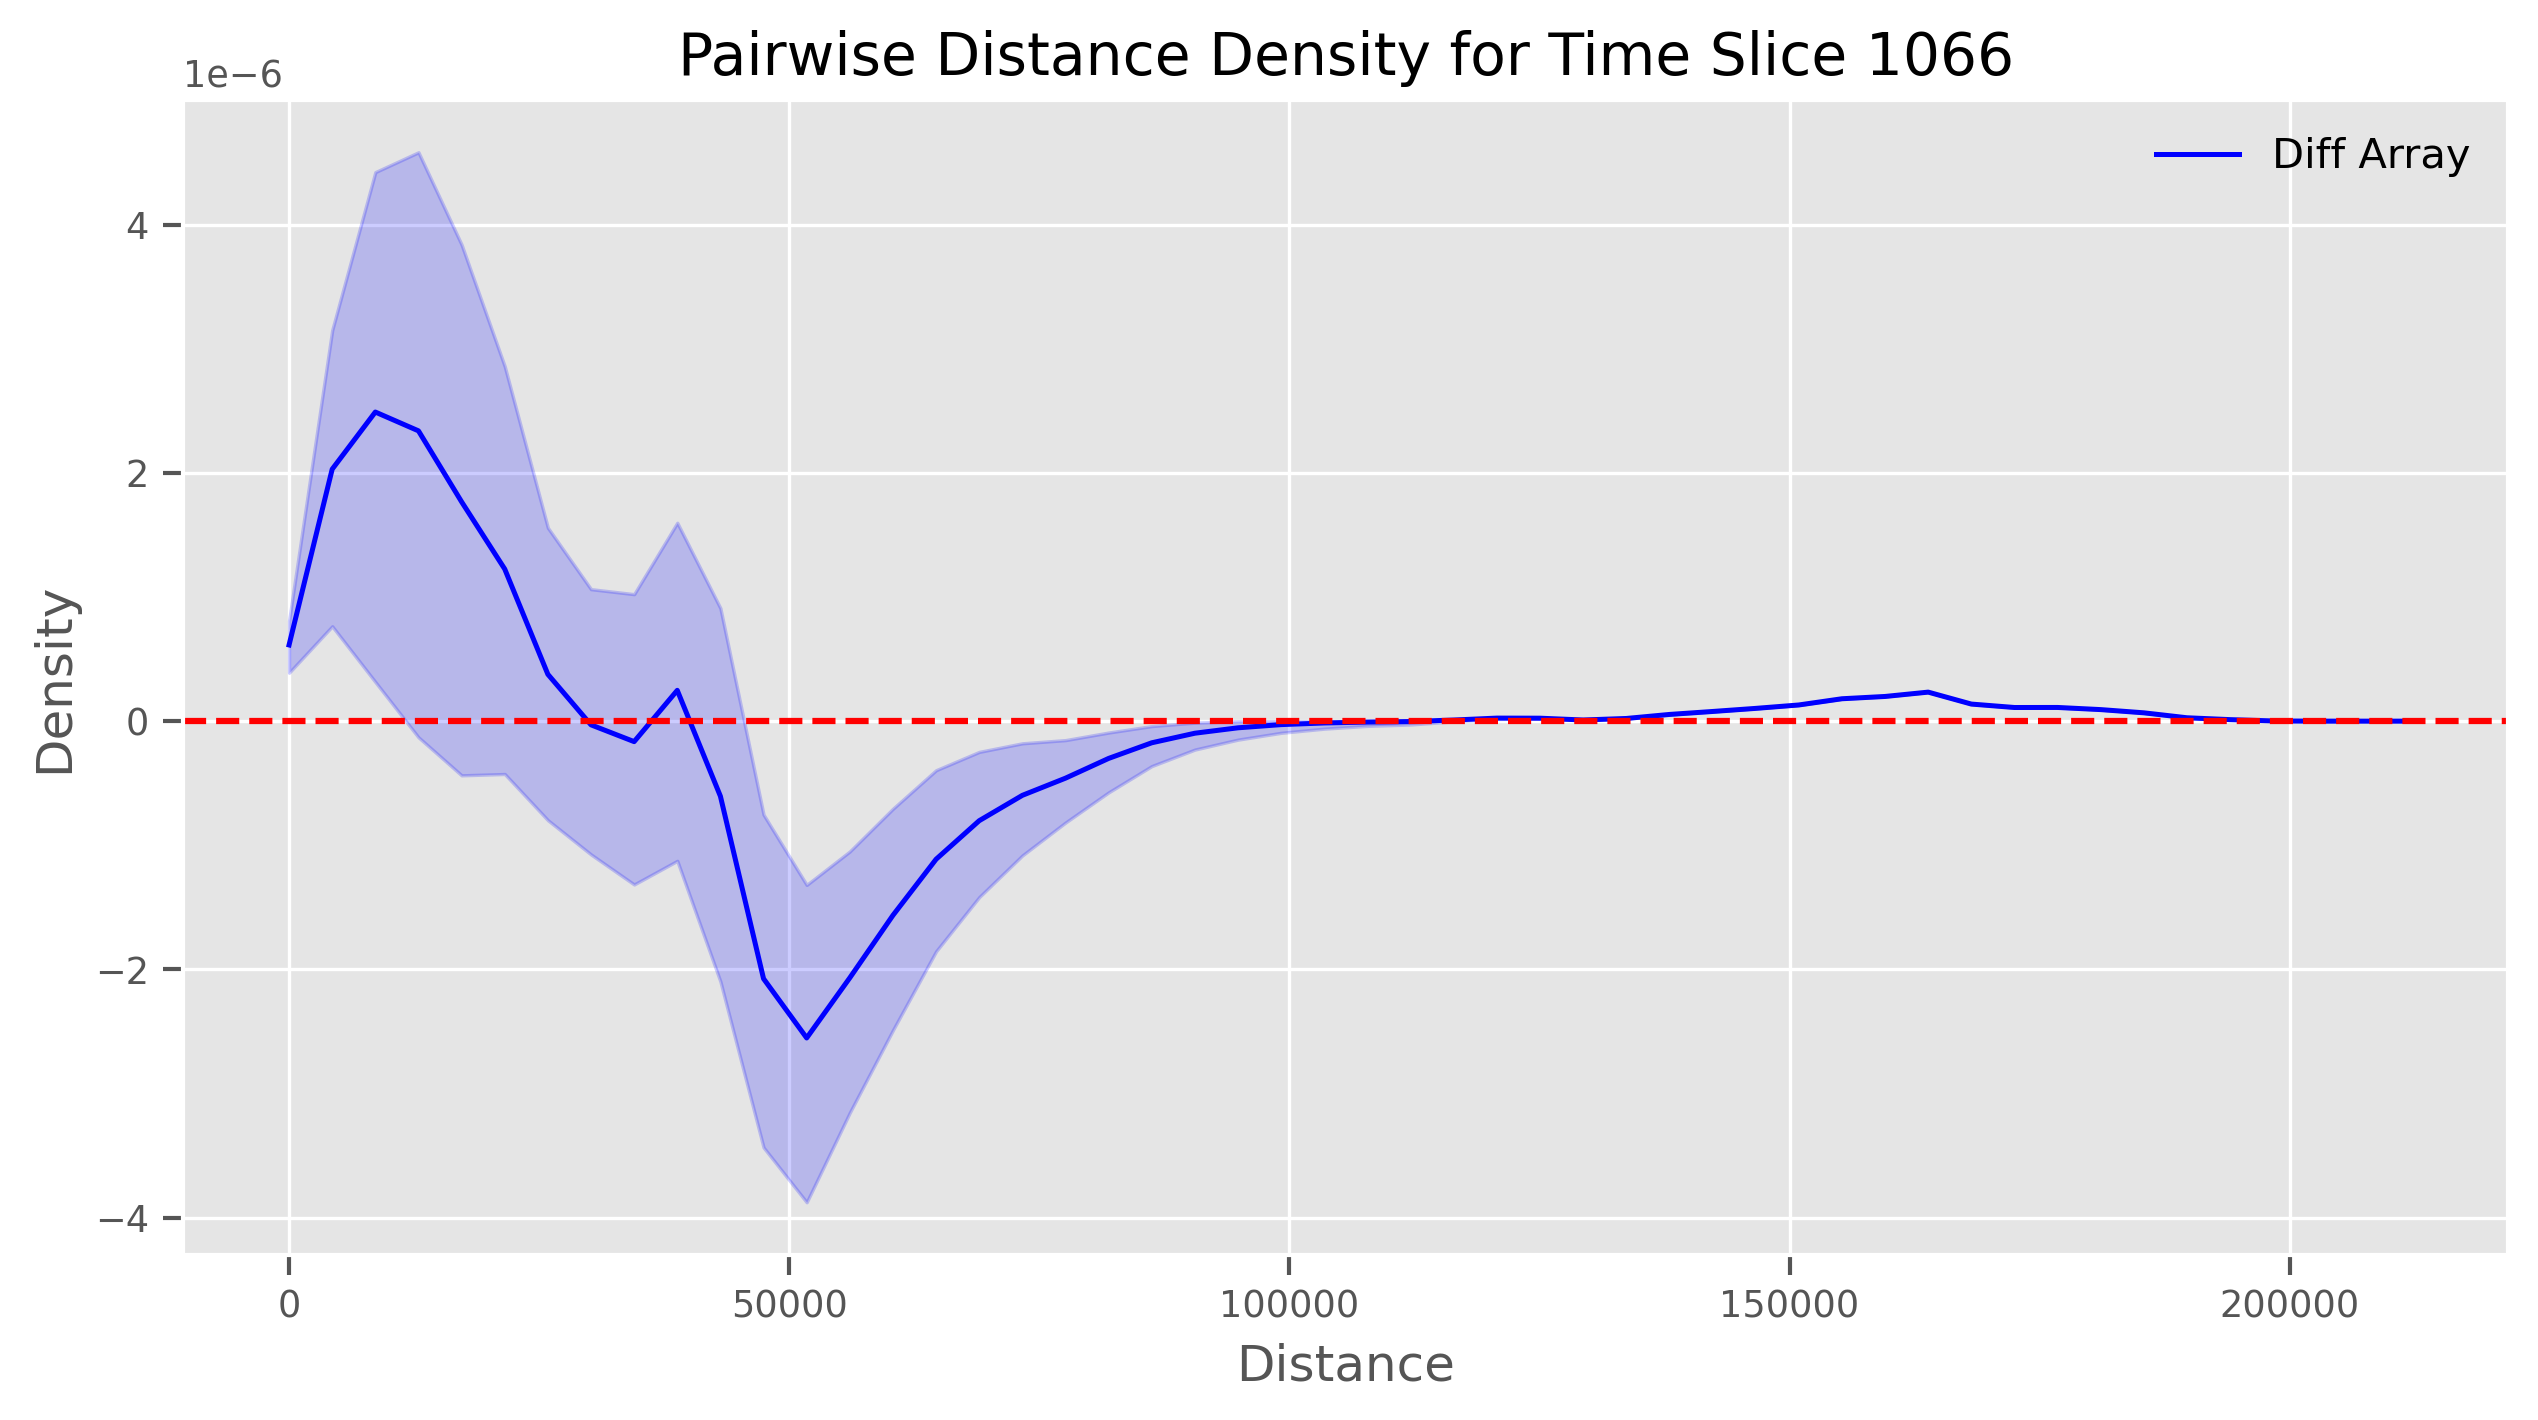 Pairwise Distance Density for Time Slice 1066
1e−6
Diff Array
4
2
0
−2
−4
Density
0
50000
100000
150000
200000
Distance